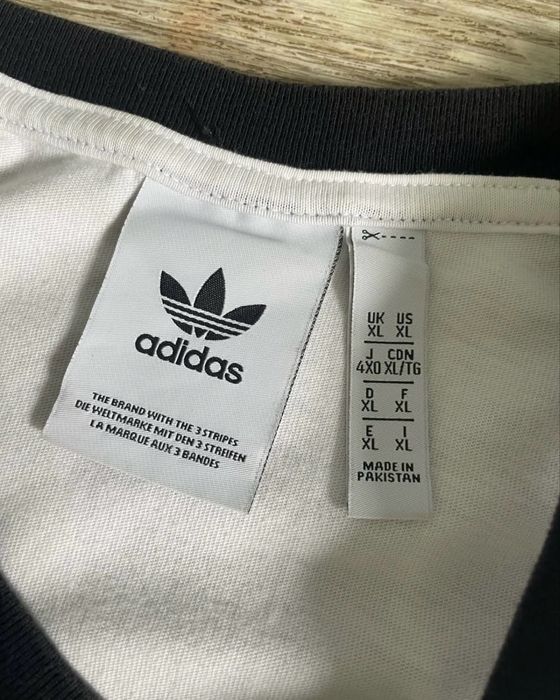 adidas
THE BRAND WITH THE 3 STRIPES
DIE WELTMARKE MIT DEN 3 STREIFEN
LA MARQUE AUX 3 BANDES
UK US
XL XL
J CDN
4XO XL/TG
D F
XL XL
E I
XL XL
MADE IN
PAKISTAN